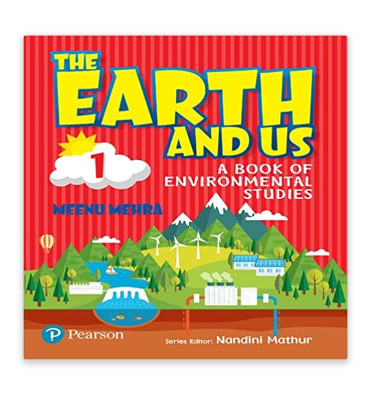 THE
EARTH
AND US
1
A BOOK OF
ENVIRONMENTAL
STUDIES
MEENU MEHRA
Pearson
Series Editor: Nandini Mathur